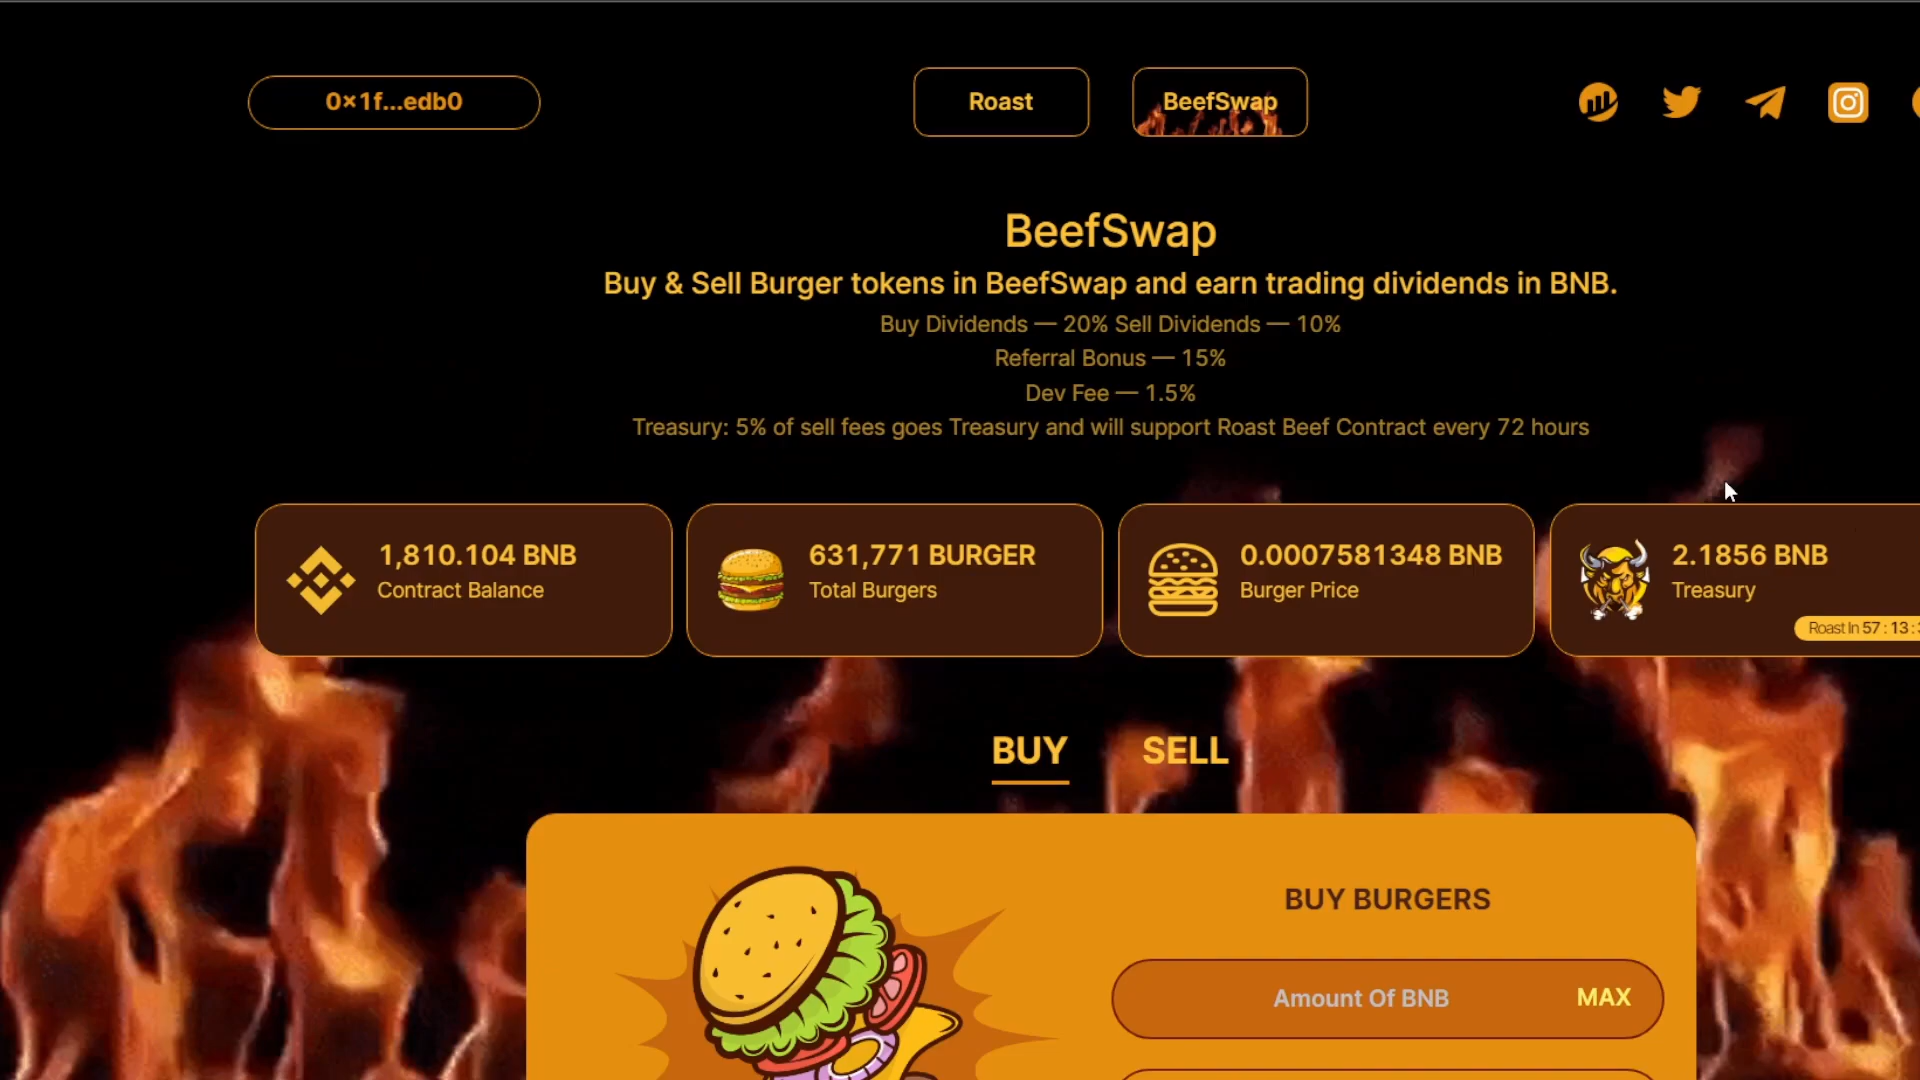 0×1f...edb0
Roast
BeefSwap
BeefSwap
Buy & Sell Burger tokens in BeefSwap and earn trading dividends in BNB.
Buy Dividends — 20% Sell Dividends — 10%
Referral Bonus — 15%
Dev Fee — 1.5%
Treasury: 5% of sell fees goes Treasury and will support Roast Beef Contract every 72 hours
1,810.104 BNB
Contract Balance
631,771 BURGER
Total Burgers
0.0007581348 BNB
Burger Price
2.1856 BNB
Treasury
Roast In 57 : 13 :
BUY SELL
BUY BURGERS
Amount Of BNB MAX